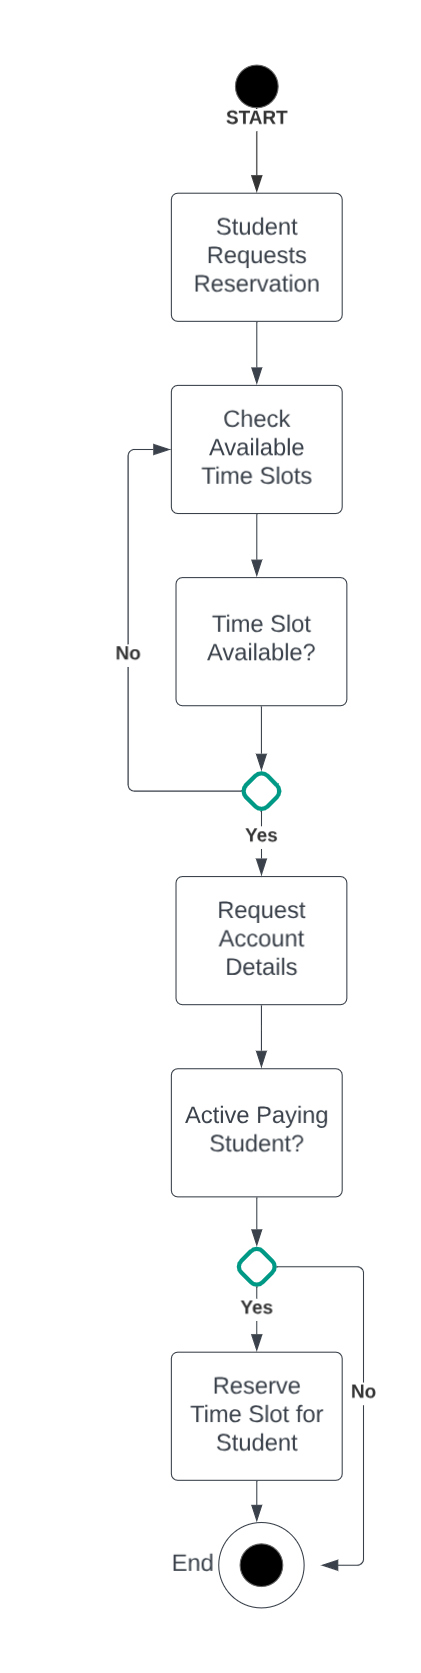 START
Student
Requests
Reservation
Check
Available
Time Slots
Time Slot
Available?
No
Yes
Request
Account
Details
Active Paying
Student?
Yes
Reserve
Time Slot for
Student
No
End